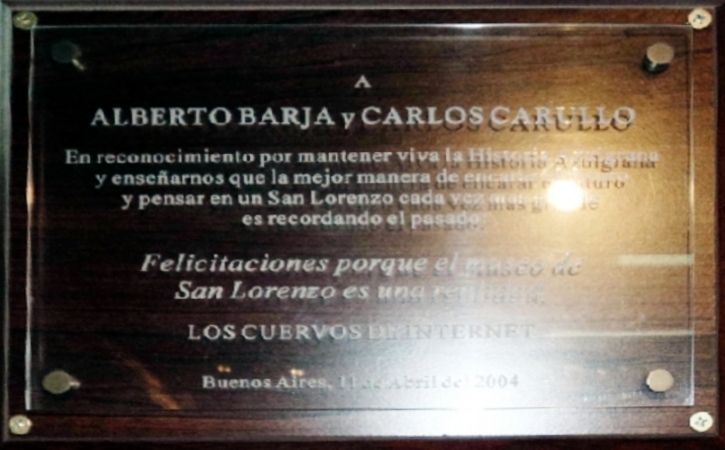 A
ALBERTO BARJA y CARLOS CARULLO
En reconocimiento por mantener viva la Historia Azulgrana
y enseñarnos que la mejor manera de encarar el futuro
y pensar en un San Lorenzo cada vez mas grande
es recordando el pasado.
Felicitaciones porque el museo de
San Lorenzo es una realidad.
LOS CUERVOS DE INTERNET
Buenos Aires, 11 de Abril del 2004